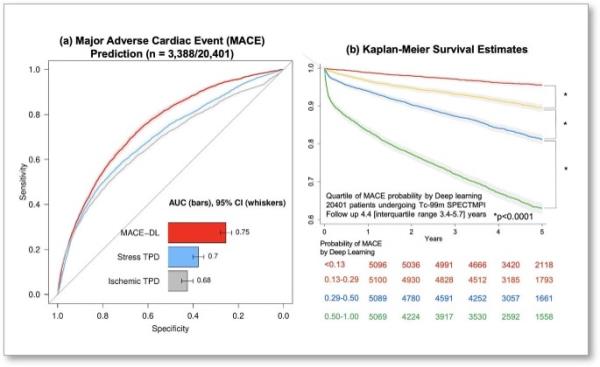 (a) Major Adverse Cardiac Event (MACE)
Prediction (n = 3,388/20,401)
1.0
0.8
0.6
0.4
0.2
0.0
Sensitivity
AUC (bars), 95% CI (whiskers)
MACE-DL
0.75
Stress TPD
0.7
Ischemic TPD
0.68
1.0 0.8 0.6 0.4 0.2 0.0
Specificity
(b) Kaplan-Meier Survival Estimates
1.0
0.9
0.8
0.7
0.6
*
*
*
Quartile of MACE probability by Deep learning
20401 patients undergoing Tc-99m SPECTMPI
Follow up 4.4 [interquartile range 3.4-5.7] years
*p<0.0001
0 1 2 3 4 5
Years
Probability of MACE
by Deep Learning
<0.13 5096 5036 4991 4666 3420 2118
0.13-0.29 5100 4930 4828 4512 3185 1793
0.29-0.50 5089 4780 4591 4252 3057 1661
0.50-1.00 5069 4224 3917 3530 2592 1558